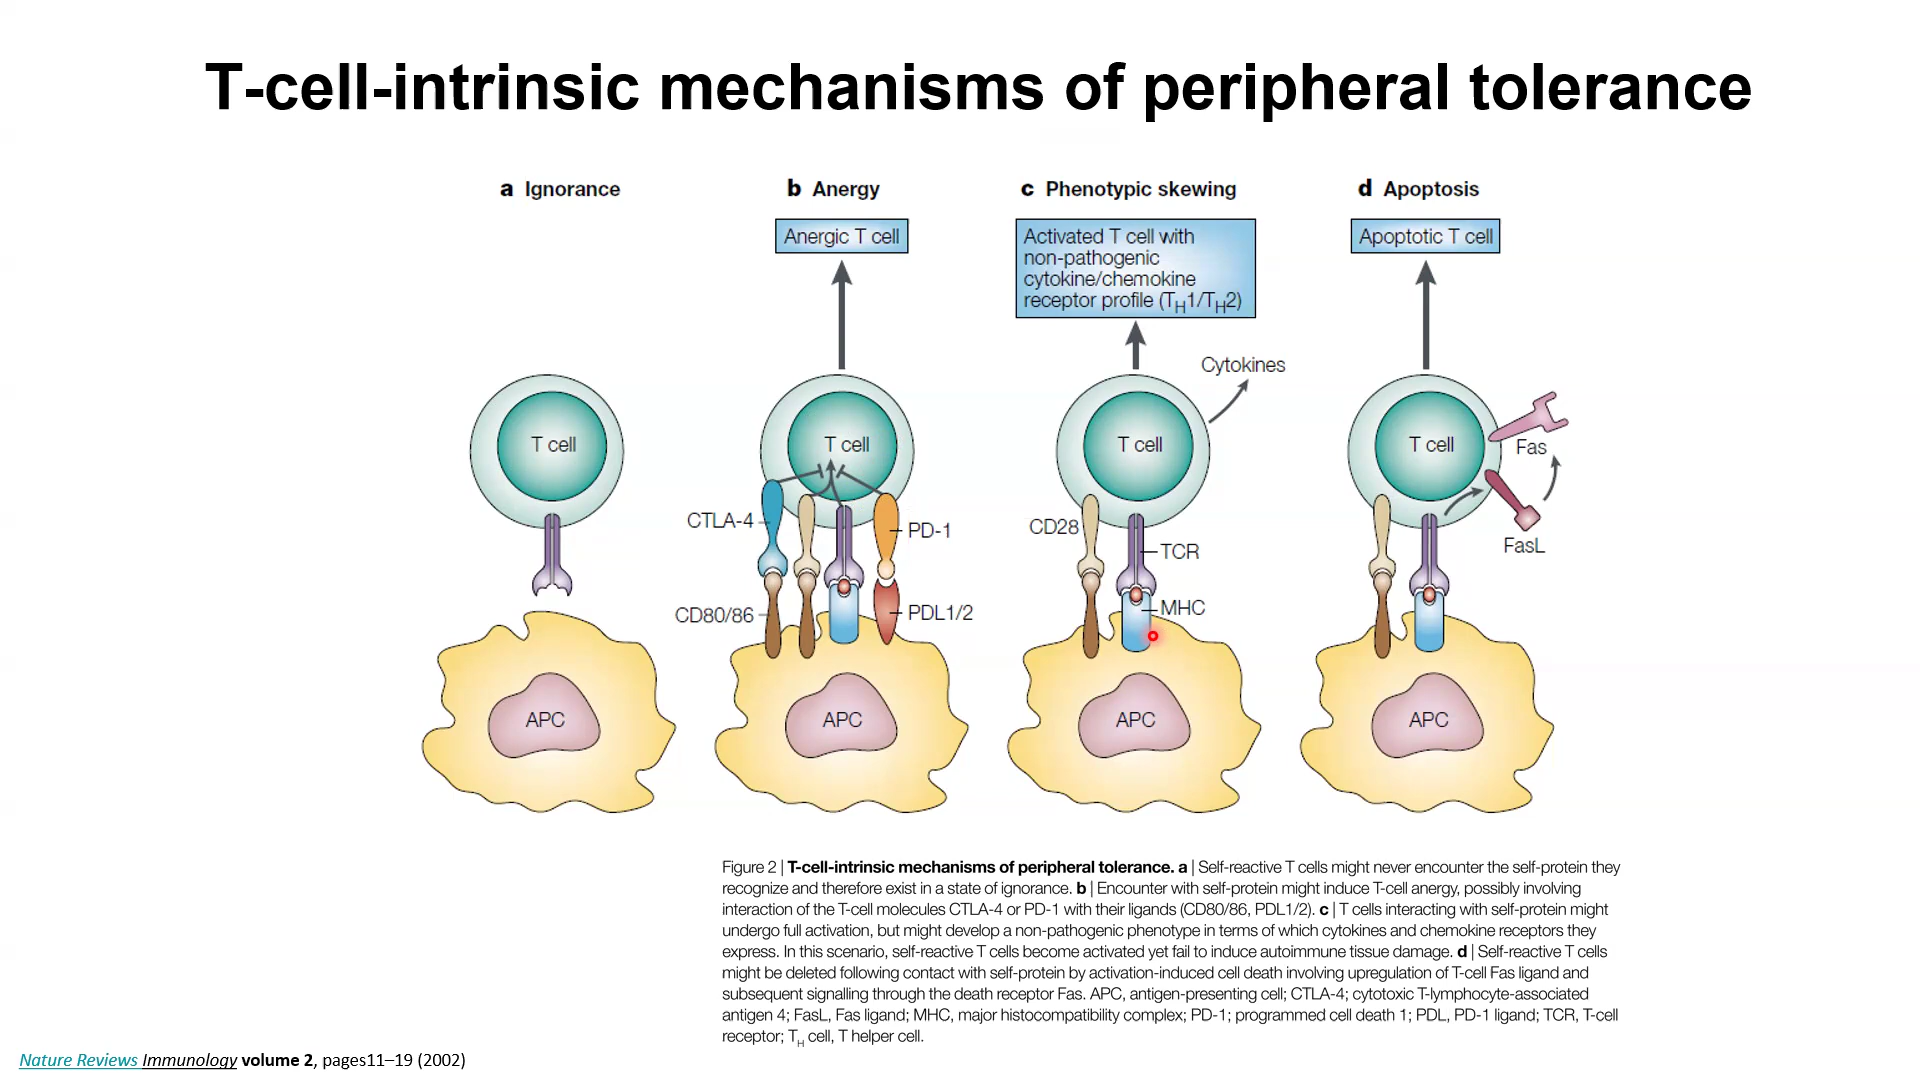 T-cell-intrinsic mechanisms of peripheral tolerance
a Ignorance
b Anergy
c Phenotypic skewing
d Apoptosis
Anergic T cell
Activated T cell with
non-pathogenic
cytokine/chemokine
receptor profile (TH1/TH2)
Apoptotic T cell
Cytokines
T cell
T cell
T cell
T cell
Fas
CTLA-4
PD-1
CD28
TCR
FasL
CD80/86
PDL1/2
MHC
APC
APC
APC
APC
Figure 2 | T-cell-intrinsic mechanisms of peripheral tolerance. a | Self-reactive T cells might never encounter the self-protein they
recognize and therefore exist in a state of ignorance. b | Encounter with self-protein might induce T-cell anergy, possibly involving
interaction of the T-cell molecules CTLA-4 or PD-1 with their ligands (CD80/86, PDL1/2). c | T cells interacting with self-protein might
undergo full activation, but might develop a non-pathogenic phenotype in terms of which cytokines and chemokine receptors they
express. In this scenario, self-reactive T cells become activated yet fail to induce autoimmune tissue damage. d | Self-reactive T cells
might be deleted following contact with self-protein by activation-induced cell death involving upregulation of T-cell Fas ligand and
subsequent signalling through the death receptor Fas. APC, antigen-presenting cell; CTLA-4; cytotoxic T-lymphocyte-associated
antigen 4; FasL, Fas ligand; MHC, major histocompatibility complex; PD-1; programmed cell death 1; PDL, PD-1 ligand; TCR, T-cell
receptor; TH cell, T helper cell.
Nature Reviews Immunology volume 2, pages11–19 (2002)